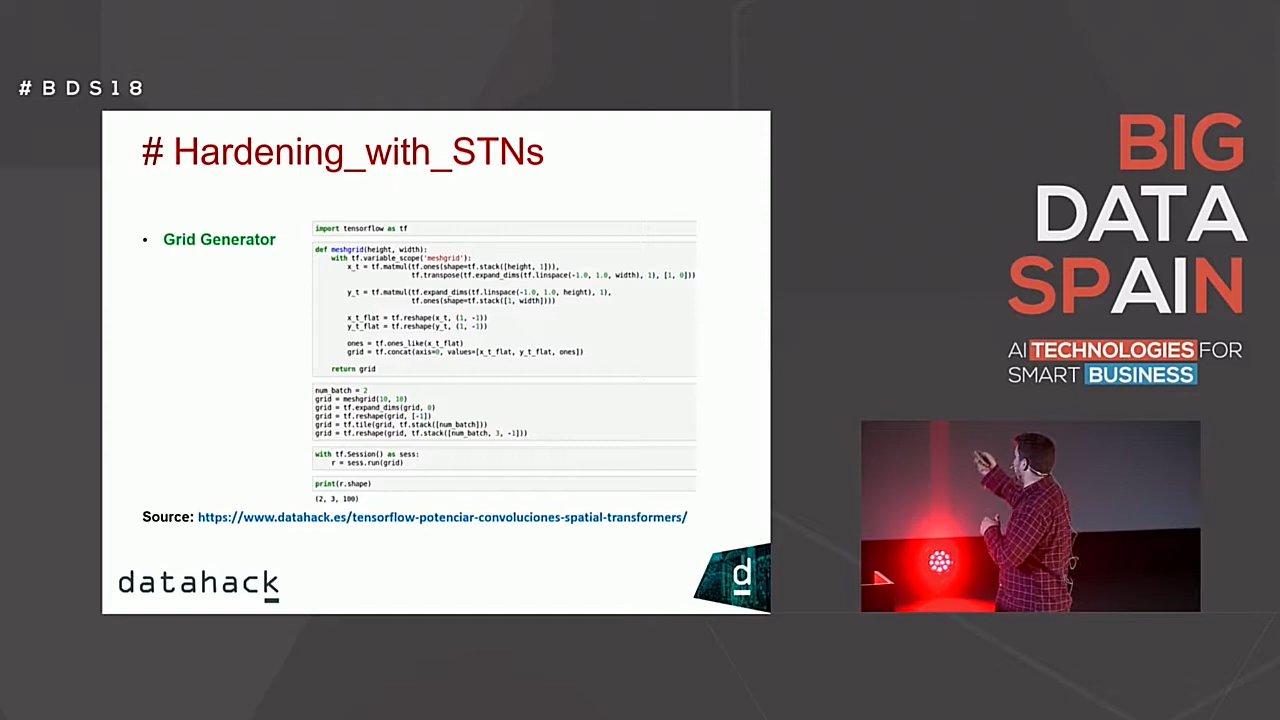 #BDS18
# Hardening_with_STNs
• Grid Generator
import tensorflow as tf
def meshgrid(height, width):
    with tf.variable_scope('meshgrid'):
        x_t = tf.matmul(tf.ones(shape=tf.stack([height, 1])),
                        tf.transpose(tf.expand_dims(tf.linspace(-1.0, 1.0, width), 1), [1, 0]))
        y_t = tf.matmul(tf.expand_dims(tf.linspace(-1.0, 1.0, height), 1),
                        tf.ones(shape=tf.stack([1, width])))
        x_t_flat = tf.reshape(x_t, (1, -1))
        y_t_flat = tf.reshape(y_t, (1, -1))
        ones = tf.ones_like(x_t_flat)
        grid = tf.concat(axis=0, values=[x_t_flat, y_t_flat, ones])
    return grid
num_batch = 2
grid = meshgrid(10, 10)
grid = tf.expand_dims(grid, 0)
grid = tf.reshape(grid, [-1])
grid = tf.tile(grid, tf.stack([num_batch]))
grid = tf.reshape(grid, tf.stack([num_batch, 3, -1]))
with tf.Session() as sess:
    r = sess.run(grid)
print(r.shape)
(2, 3, 100)
Source: https://www.datahack.es/tensorflow-potenciar-convoluciones-spatial-transformers/
datahack
d
BIG
DATA
SPAIN
AI TECHNOLOGIES FOR
SMART BUSINESS